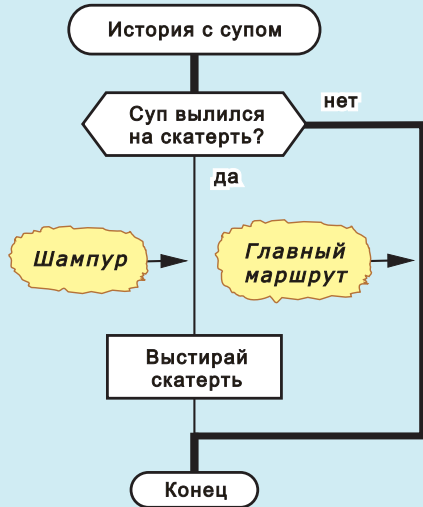 История с супом
Суп вылился
на скатерть?
нет
да
Шампур
Главный
маршрут
Выстирай
скатерть
Конец